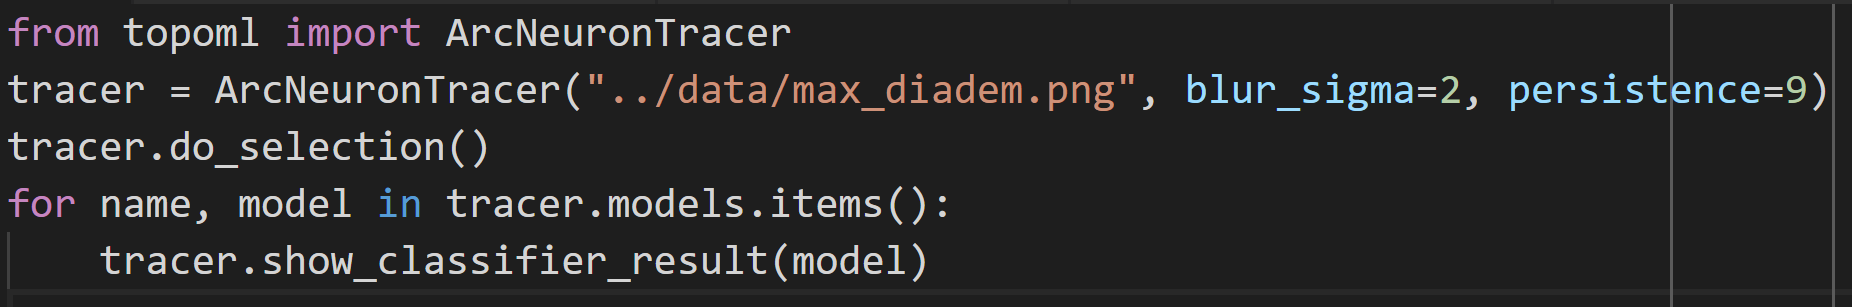 from topoml import ArcNeuronTracer
tracer = ArcNeuronTracer("../data/max_diadem.png", blur_sigma=2, persistence=9)
tracer.do_selection()
for name, model in tracer.models.items():
    tracer.show_classifier_result(model)